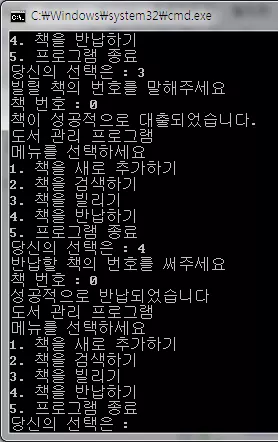 C:\Windows\system32\cmd.exe
4. 책을 반납하기
5. 프로그램 종료
당신의 선택은 : 3
빌릴 책의 번호를 말해주세요
책 번호 : 0
책이 성공적으로 대출되었습니다.
도서 관리 프로그램
메뉴를 선택하세요
1. 책을 새로 추가하기
2. 책을 검색하기
3. 책을 빌리기
4. 책을 반납하기
5. 프로그램 종료
당신의 선택은 : 4
반납할 책의 번호를 써주세요
책 번호 : 0
성공적으로 반납되었습니다
도서 관리 프로그램
메뉴를 선택하세요
1. 책을 새로 추가하기
2. 책을 검색하기
3. 책을 빌리기
4. 책을 반납하기
5. 프로그램 종료
당신의 선택은 :